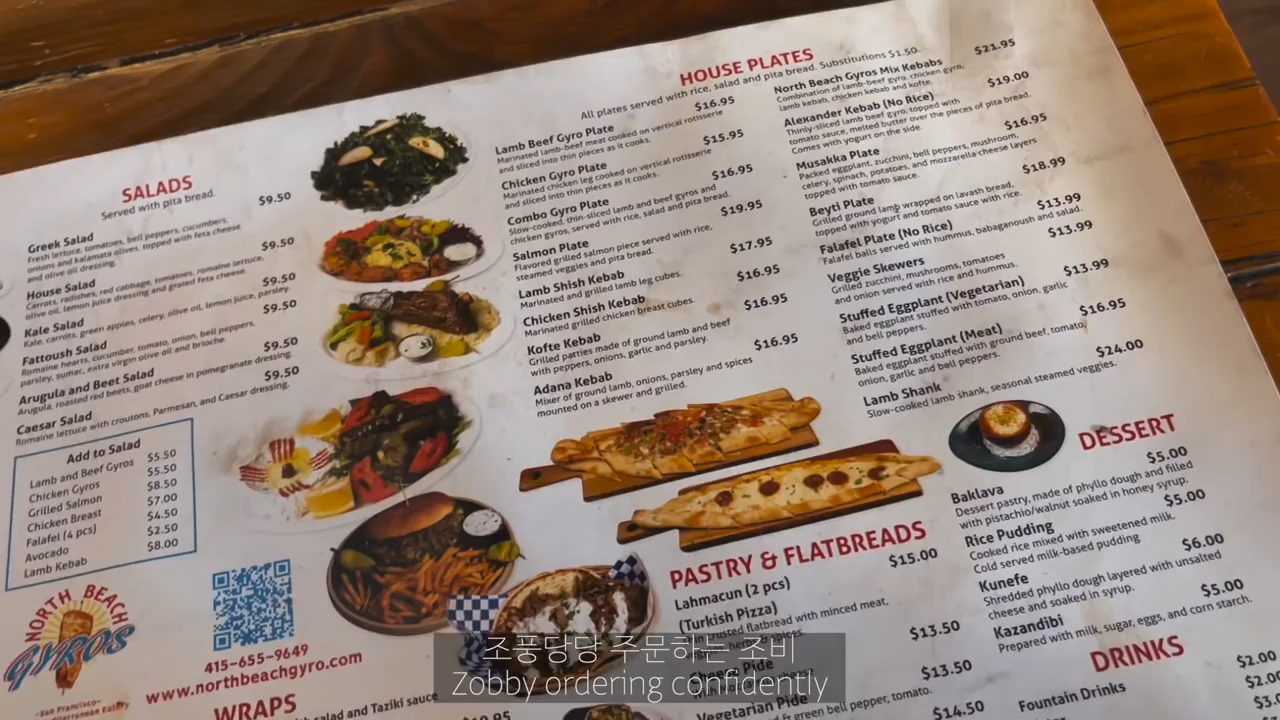 SALADS
Served with pita bread.
Greek Salad $9.50
Fresh lettuce, tomatoes, bell peppers, cucumbers,
onions and kalamata olives, topped with feta cheese
and olive oil dressing.
House Salad $9.50
Carrots, radishes, red cabbage, tomatoes, romaine lettuce,
olive oil, lemon juice dressing and grated feta cheese.
Kale Salad $9.50
Kale, carrots, green apples, celery, olive oil, lemon juice, parsley.
Fattoush Salad $9.50
Romaine hearts, cucumber, tomato, onion, bell peppers,
parsley, sumac, extra virgin olive oil and brioche.
Arugula and Beet Salad $9.50
Arugula, roasted red beets, goat cheese in pomegranate dressing.
Caesar Salad $9.50
Romaine lettuce with croutons, Parmesan, and Caesar dressing.
Add to Salad
Lamb and Beef Gyros $5.50
Chicken Gyros $5.50
Grilled Salmon $8.50
Chicken Breast $7.00
Falafel (4 pcs) $4.50
Avocado $2.50
Lamb Kebab $8.00
NORTH BEACH
GYROS
~San Francisco~
Mediterranean Eatery
415-655-9649
www.northbeachgyro.com
WRAPS
salad and Taziki sauce
HOUSE PLATES
All plates served with rice, salad and pita bread. Substitutions $1.50.
Lamb Beef Gyro Plate $16.95
Marinated lamb-beef meat cooked on vertical rotisserie
and sliced into thin pieces as it cooks.
Chicken Gyro Plate $15.95
Marinated chicken leg cooked on vertical rotisserie
and sliced into thin pieces as it cooks.
Combo Gyro Plate $16.95
Slow-cooked, thin-sliced lamb and beef gyros and
chicken gyros, served with rice, salad and pita bread.
Salmon Plate $19.95
Flavored grilled salmon piece served with rice,
steamed veggies and pita bread.
Lamb Shish Kebab $17.95
Marinated and grilled lamb leg cubes.
Chicken Shish Kebab $16.95
Marinated grilled chicken breast cubes.
Kofte Kebab $16.95
Grilled patties made of ground lamb and beef
with peppers, onions, garlic and parsley.
Adana Kebab $16.95
Mixer of ground lamb, onions, parsley and spices
mounted on a skewer and grilled.
North Beach Gyros Mix Kebabs $21.95
Combination of lamb-beef gyro, chicken gyro,
lamb kebab, chicken kebab and kofte.
Alexander Kebab (No Rice) $19.00
Thinly-sliced lamb beef gyro, topped with
tomato sauce, melted butter over the pieces of pita bread.
Comes with yogurt on the side.
Musakka Plate $16.95
Packed eggplant, zucchini, bell peppers, mushroom,
celery, spinach, potatoes, and mozzarella cheese layers
topped with tomato sauce.
Beyti Plate $18.99
Grilled ground lamb wrapped on lavash bread,
topped with yogurt and tomato sauce with rice.
Falafel Plate (No Rice) $13.99
Falafel balls served with hummus, babaganoush and salad.
Veggie Skewers $13.99
Grilled zucchini, mushrooms, tomatoes
and onion served with rice and hummus.
Stuffed Eggplant (Vegetarian) $13.99
Baked eggplant stuffed with tomato, onion, garlic
and bell peppers.
Stuffed Eggplant (Meat) $16.95
Baked eggplant stuffed with ground beef, tomato,
onion, garlic and bell peppers.
Lamb Shank $24.00
Slow-cooked lamb shank, seasonal steamed veggies.
PASTRY & FLATBREADS
Lahmacun (2 pcs) $15.00
(Turkish Pizza)
crusted flatbread with minced meat,
spices.
Cheese Pide $13.50
Vegetarian Pide $13.50
green bell pepper, tomato.
$14.50
DESSERT
Baklava $5.00
Dessert pastry, made of phyllo dough and filled
with pistachio/walnut soaked in honey syrup.
Rice Pudding $5.00
Cooked rice mixed with sweetened milk.
Cold served milk-based pudding
Kunefe $6.00
Shredded phyllo dough layered with unsalted
cheese and soaked in syrup.
Kazandibi $5.00
Prepared with milk, sugar, eggs, and corn starch.
DRINKS
Fountain Drinks $2.00
조풍당당 주문하는 조비
Zobby ordering confidently